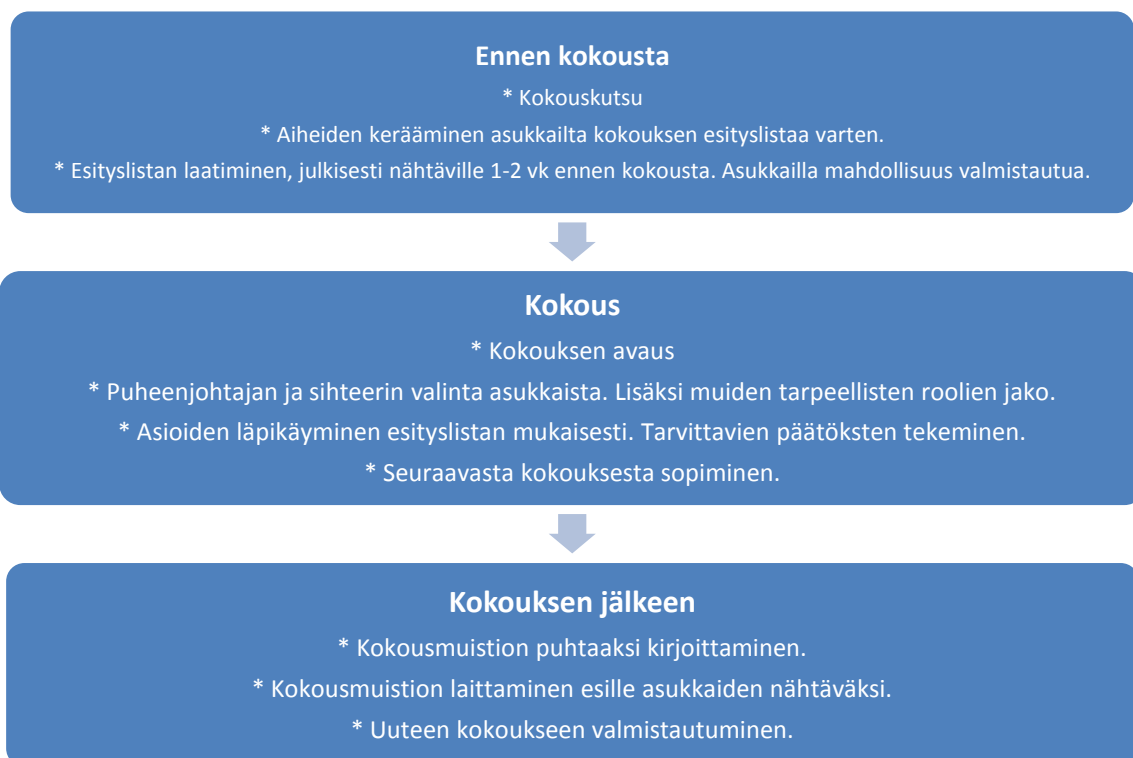 Ennen kokousta
* Kokouskutsu
* Aiheiden kerääminen asukkailta kokouksen esityslistaa varten.
* Esityslistan laatiminen, julkisesti nähtäville 1-2 vk ennen kokousta. Asukkailla mahdollisuus valmistautua.
Kokous
* Kokouksen avaus
* Puheenjohtajan ja sihteerin valinta asukkaista. Lisäksi muiden tarpeellisten roolien jako.
* Asioiden läpikäyminen esityslistan mukaisesti. Tarvittavien päätöksten tekeminen.
* Seuraavasta kokouksesta sopiminen.
Kokouksen jälkeen
* Kokousmuistion puhtaaksi kirjoittaminen.
* Kokousmuistion laittaminen esille asukkaiden nähtäväksi.
* Uuteen kokoukseen valmistautuminen.